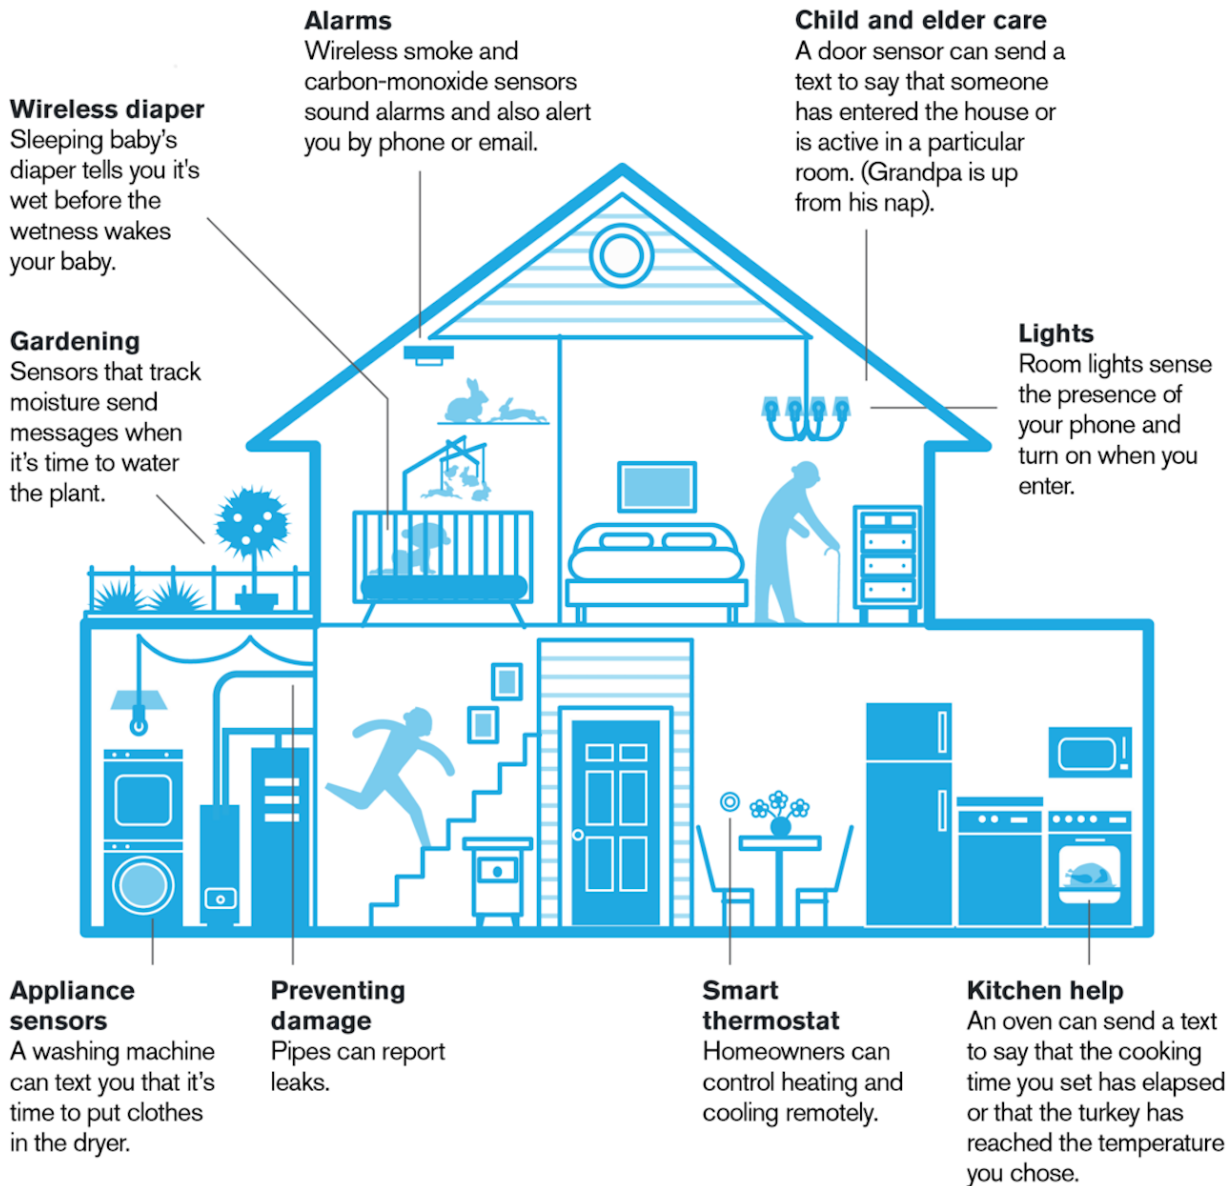 Alarms
Wireless smoke and
carbon-monoxide sensors
sound alarms and also alert
you by phone or email.
Child and elder care
A door sensor can send a
text to say that someone
has entered the house or
is active in a particular
room. (Grandpa is up
from his nap).
Wireless diaper
Sleeping baby's
diaper tells you it's
wet before the
wetness wakes
your baby.
Gardening
Sensors that track
moisture send
messages when
it's time to water
the plant.
Lights
Room lights sense
the presence of
your phone and
turn on when you
enter.
Appliance
sensors
A washing machine
can text you that it's
time to put clothes
in the dryer.
Preventing
damage
Pipes can report
leaks.
Smart
thermostat
Homeowners can
control heating and
cooling remotely.
Kitchen help
An oven can send a text
to say that the cooking
time you set has elapsed
or that the turkey has
reached the temperature
you chose.